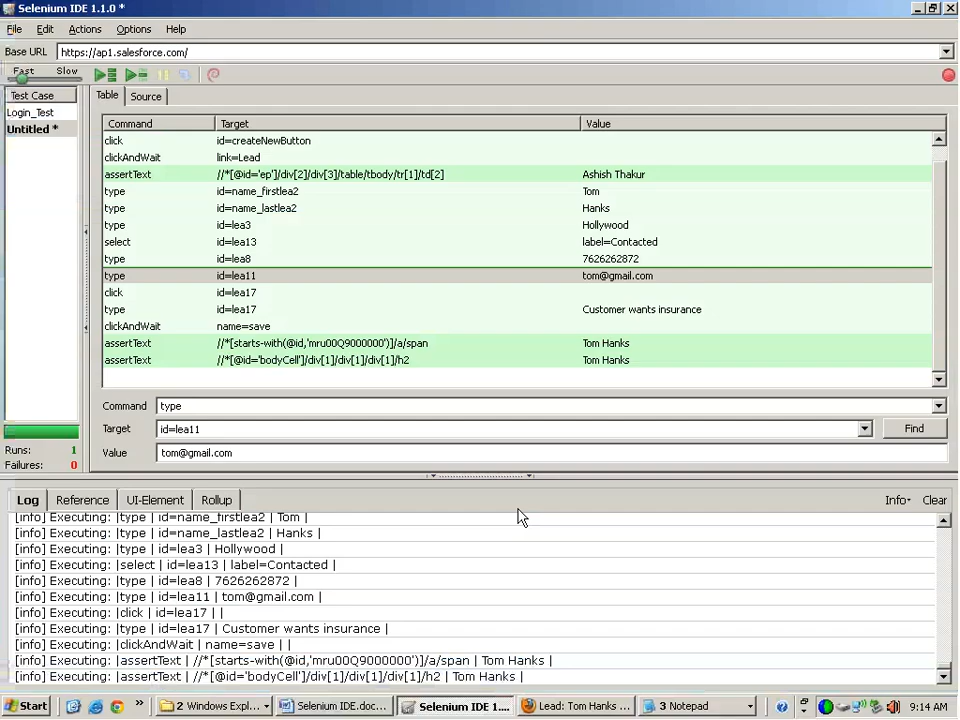 Selenium IDE 1.1.0 *
File Edit Actions Options Help
Base URL https://ap1.salesforce.com/
Fast Slow
Test Case
Login_Test
Untitled *
Table Source
Command Target Value
click id=createNewButton
clickAndWait link=Lead
assertText //*[@id='ep']/div[2]/div[3]/table/tbody/tr[1]/td[2] Ashish Thakur
type id=name_firstlea2 Tom
type id=name_lastlea2 Hanks
type id=lea3 Hollywood
select id=lea13 label=Contacted
type id=lea8 7626262872
type id=lea11 tom@gmail.com
click id=lea17
type id=lea17 Customer wants insurance
clickAndWait name=save
assertText //*[starts-with(@id,'mru00Q9000000')]/a/span Tom Hanks
assertText //*[@id='bodyCell']/div[1]/div[1]/div[1]/h2 Tom Hanks
Command type
Target id=lea11 Find
Value tom@gmail.com
Runs: 1
Failures: 0
Log Reference UI-Element Rollup Info Clear
[info] Executing: |type | id=name_firstlea2 | Tom |
[info] Executing: |type | id=name_lastlea2 | Hanks |
[info] Executing: |type | id=lea3 | Hollywood |
[info] Executing: |select | id=lea13 | label=Contacted |
[info] Executing: |type | id=lea8 | 7626262872 |
[info] Executing: |type | id=lea11 | tom@gmail.com |
[info] Executing: |click | id=lea17 | |
[info] Executing: |type | id=lea17 | Customer wants insurance |
[info] Executing: |clickAndWait | name=save | |
[info] Executing: |assertText | //*[starts-with(@id,'mru00Q9000000')]/a/span | Tom Hanks |
[info] Executing: |assertText | //*[@id='bodyCell']/div[1]/div[1]/div[1]/h2 | Tom Hanks |
Start » 2 Windows Expl... Selenium IDE.doc... Selenium IDE 1.... Lead: Tom Hanks ... 3 Notepad 9:14 AM